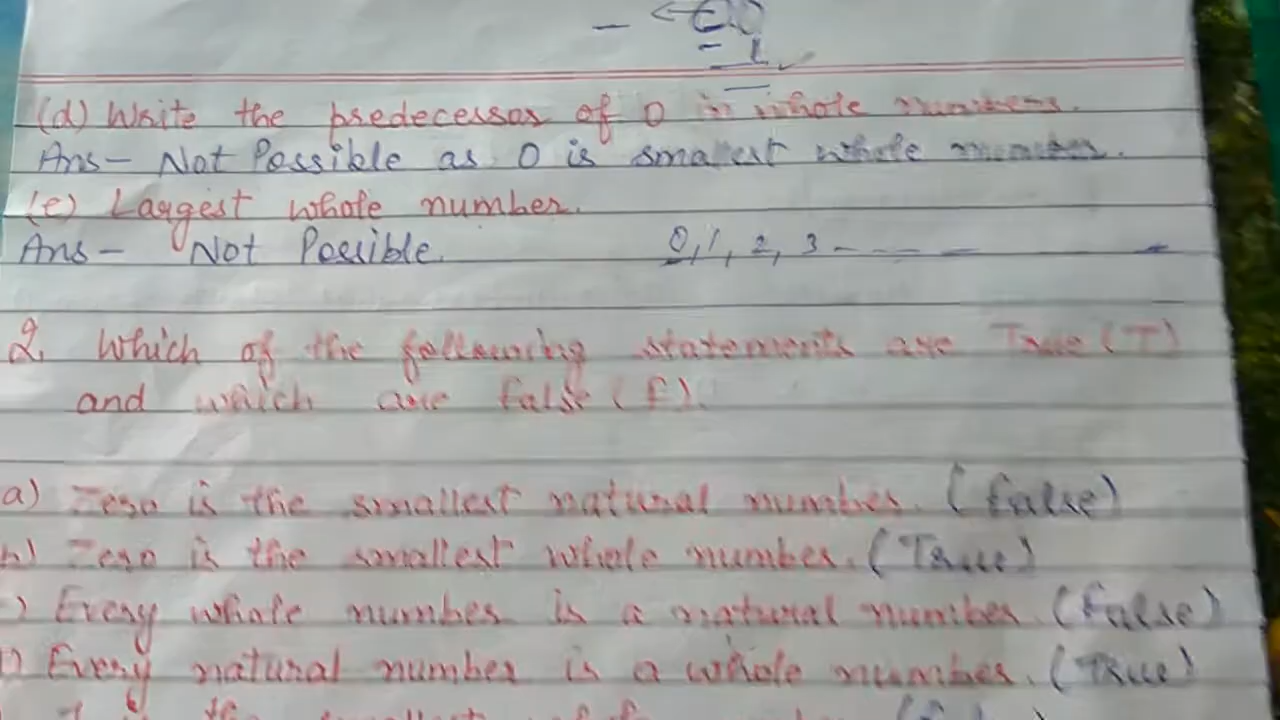 (d) Write the predecessor of 0 in whole numbers.
Ans- Not Possible as 0 is smalest whole number.
(e) Largest whole number.
Ans- Not Possible. 0, 1, 2, 3 - - - - -
2. Which of the following statements are True (T)
and which are false (F).
a) Zero is the smallest natural number. (False)
b) Zero is the smallest whole number. (True)
) Every whole number is a natural number. (False)
) Every natural number is a whole number. (True)
the smallest